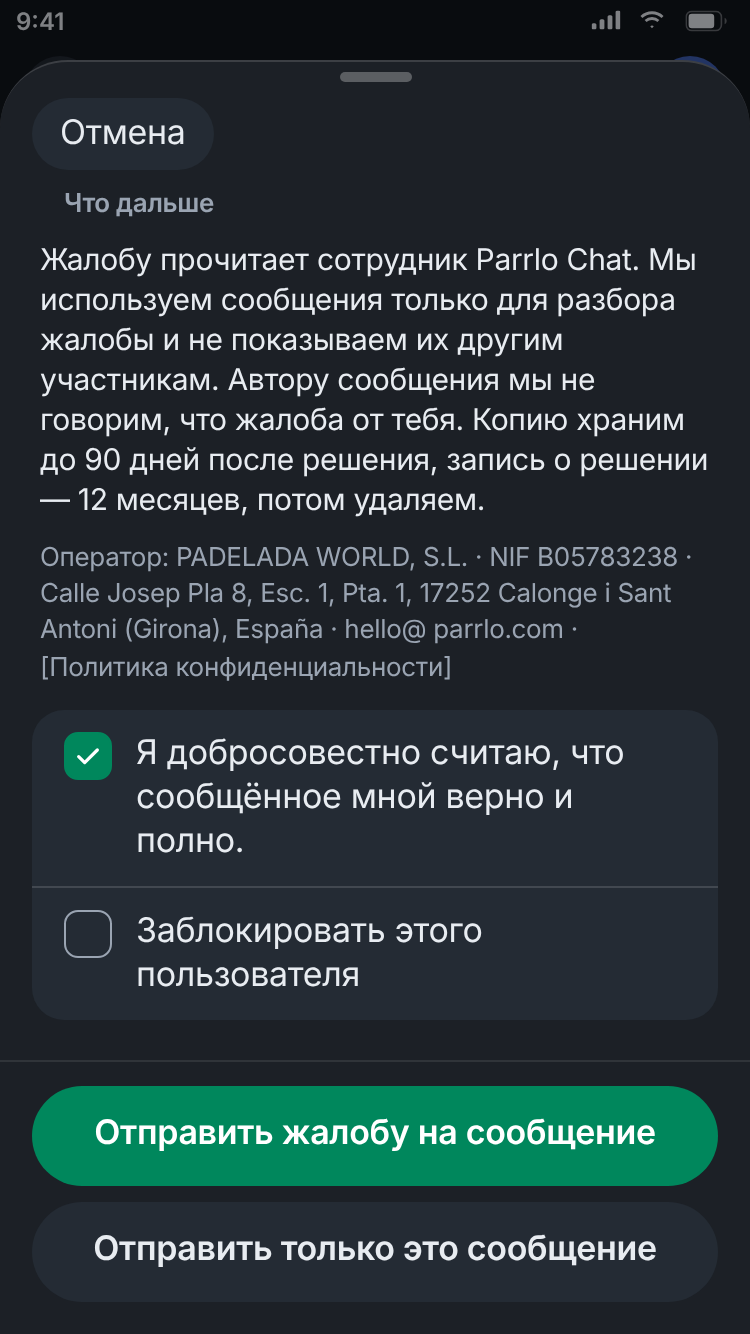 9:41
Отмена
Что дальше
Жалобу прочитает сотрудник Parrlo Chat. Мы
используем сообщения только для разбора
жалобы и не показываем их другим
участникам. Автору сообщения мы не
говорим, что жалоба от тебя. Копию храним
до 90 дней после решения, запись о решении
— 12 месяцев, потом удаляем.
Оператор: PADELADA WORLD, S.L. · NIF B05783238 ·
Calle Josep Pla 8, Esc. 1, Pta. 1, 17252 Calonge i Sant
Antoni (Girona), España · hello@ parrlo.com ·
[Политика конфиденциальности]
Я добросовестно считаю, что
сообщённое мной верно и
полно.
Заблокировать этого
пользователя
Отправить жалобу на сообщение
Отправить только это сообщение